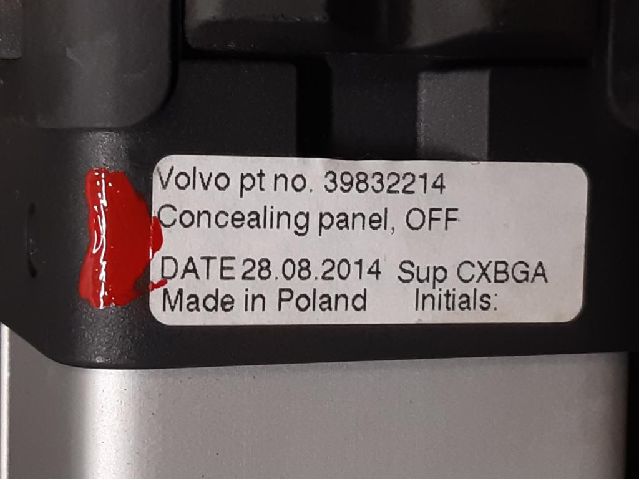 Volvo pt no. 39832214
Concealing panel, OFF
DATE 28.08.2014 Sup CXBGA
Made in Poland Initials: